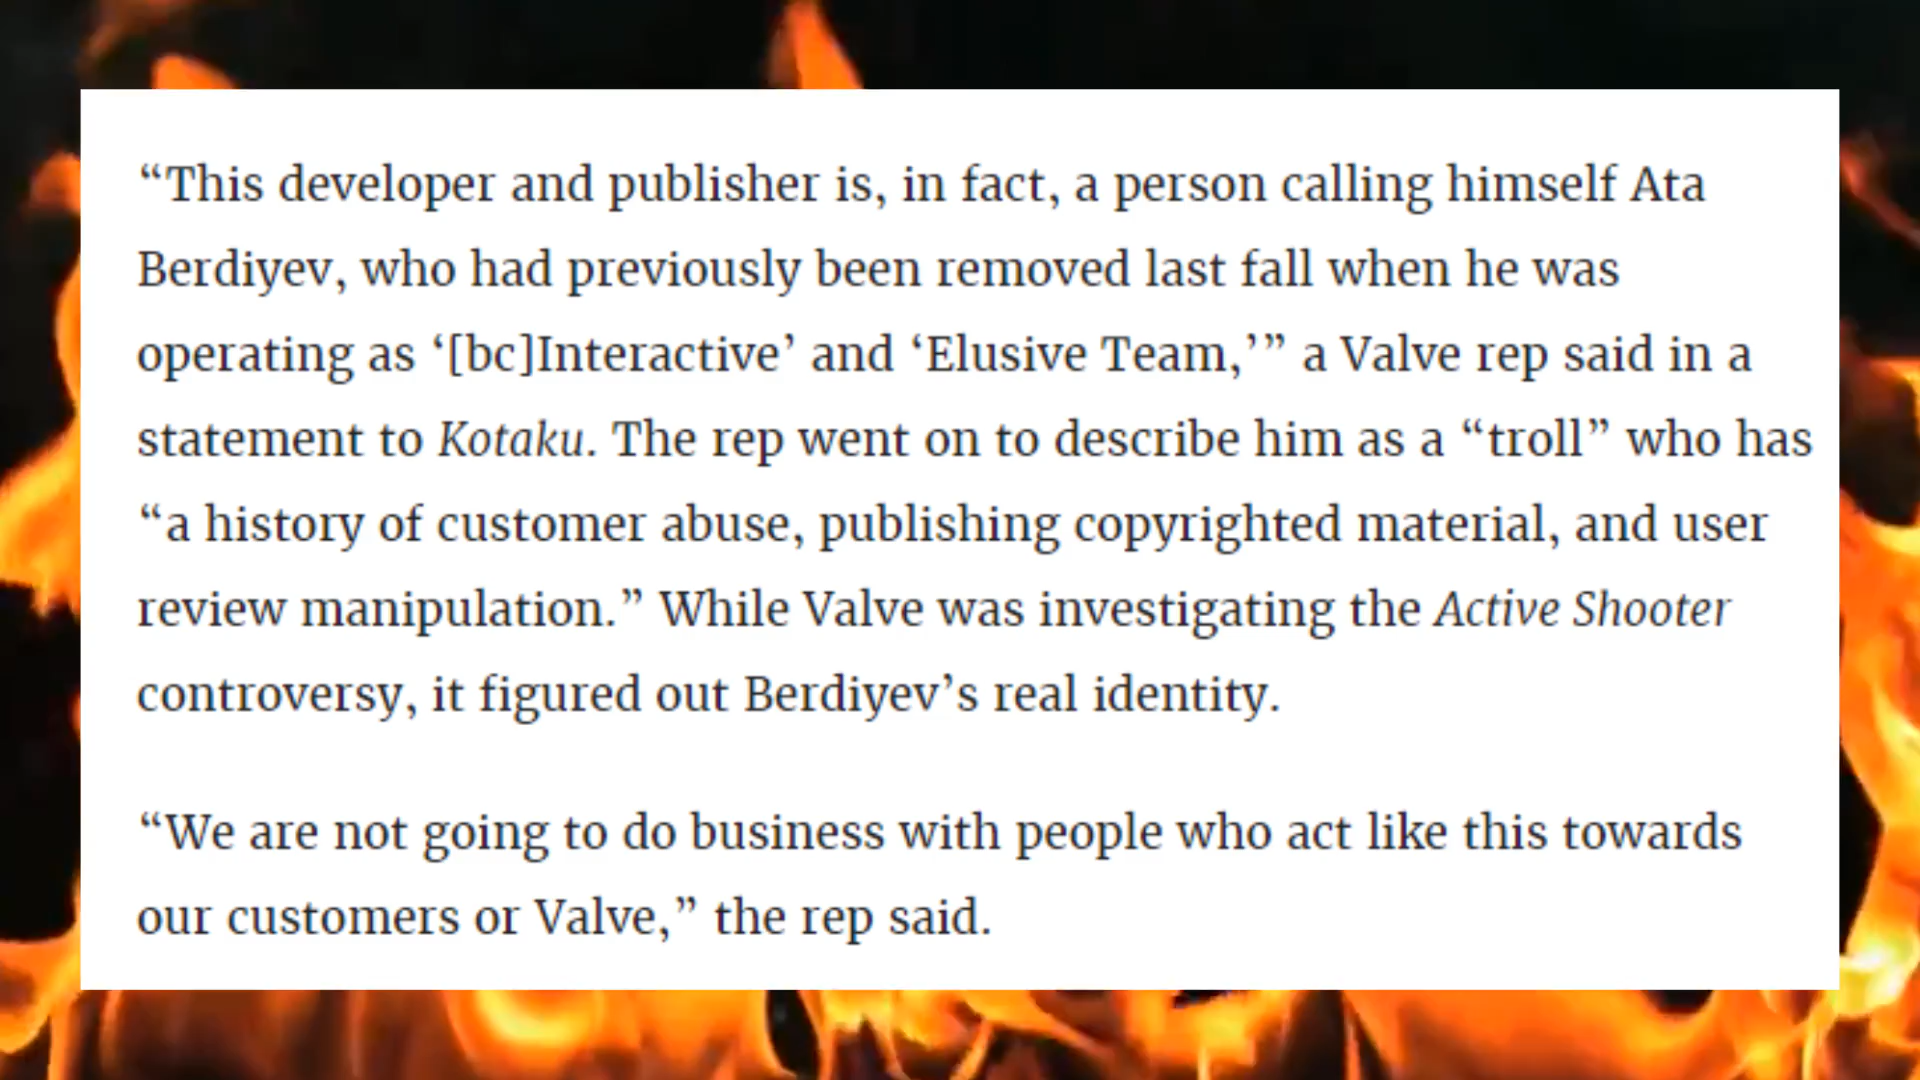 “This developer and publisher is, in fact, a person calling himself Ata
Berdiyev, who had previously been removed last fall when he was
operating as ‘[bc]Interactive’ and ‘Elusive Team,’” a Valve rep said in a
statement to Kotaku. The rep went on to describe him as a “troll” who has
“a history of customer abuse, publishing copyrighted material, and user
review manipulation.” While Valve was investigating the Active Shooter
controversy, it figured out Berdiyev’s real identity.
“We are not going to do business with people who act like this towards
our customers or Valve,” the rep said.